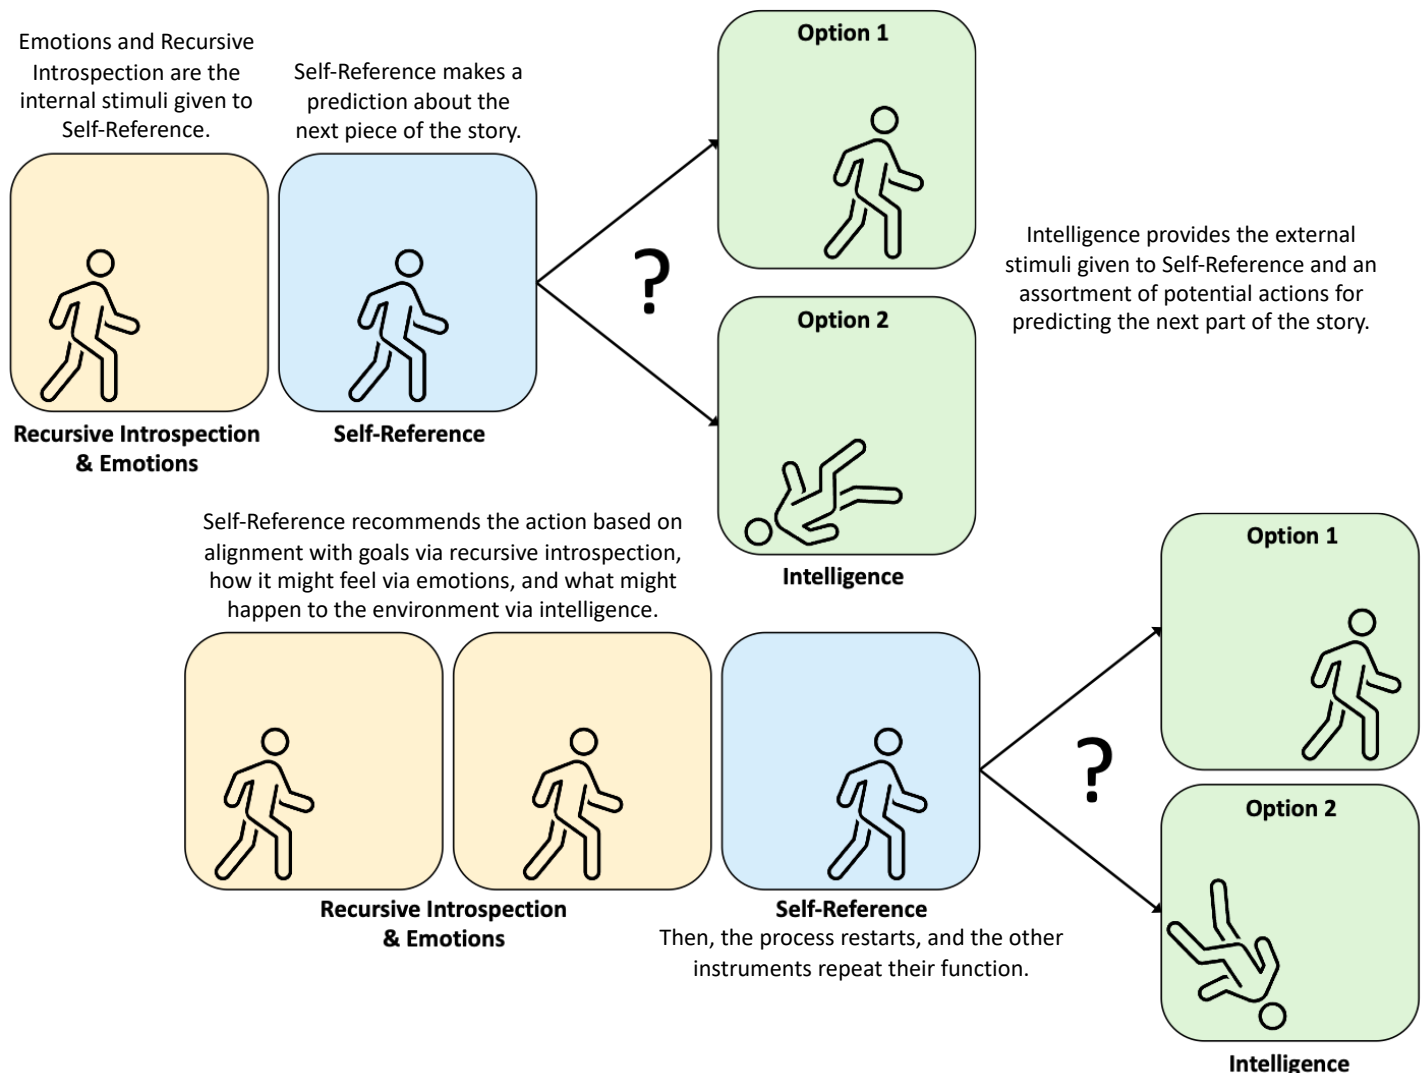 Emotions and Recursive
Introspection are the
internal stimuli given to
Self-Reference.
Self-Reference makes a
prediction about the
next piece of the story.
Option 1
?
Option 2
Intelligence provides the external
stimuli given to Self-Reference and an
assortment of potential actions for
predicting the next part of the story.
Recursive Introspection
& Emotions
Self-Reference
Intelligence
Self-Reference recommends the action based on
alignment with goals via recursive introspection,
how it might feel via emotions, and what might
happen to the environment via intelligence.
Option 1
?
Option 2
Recursive Introspection
& Emotions
Self-Reference
Then, the process restarts, and the other
instruments repeat their function.
Intelligence